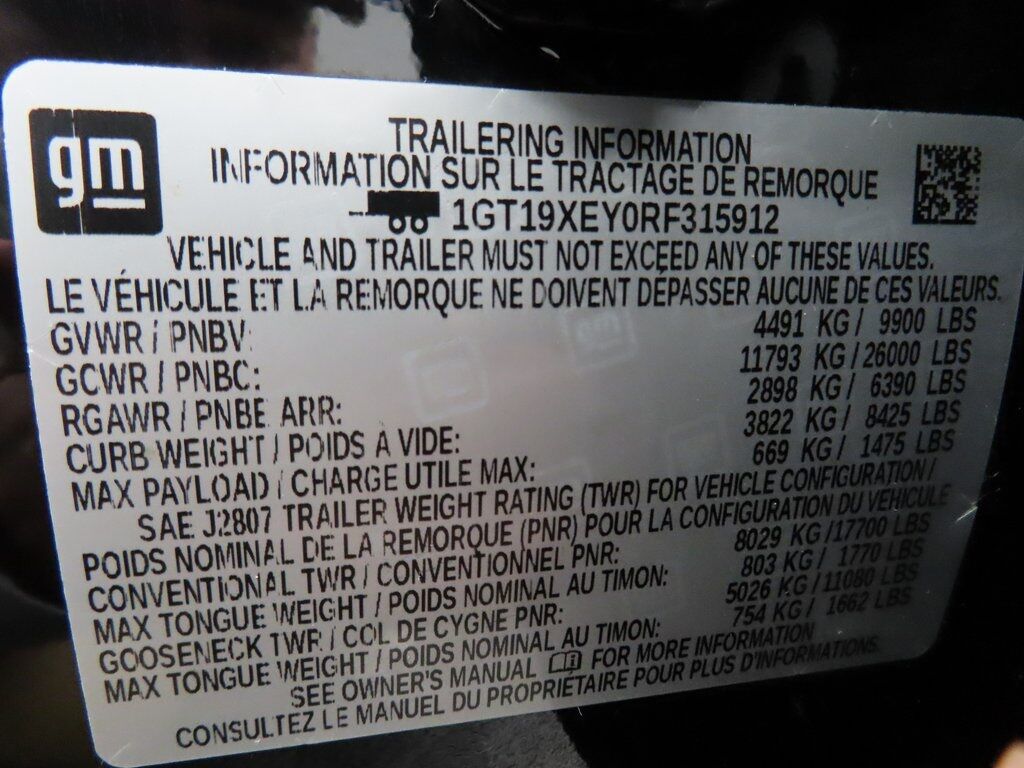 gm
TRAILERING INFORMATION
INFORMATION SUR LE TRACTAGE DE REMORQUE
1GT19XEY0RF315912
VEHICLE AND TRAILER MUST NOT EXCEED ANY OF THESE VALUES.
LE VÉHICULE ET LA REMORQUE NE DOIVENT DÉPASSER AUCUNE DE CES VALEURS.
GVWR / PNBV: 4491 KG / 9900 LBS
GCWR / PNBC: 11793 KG / 26000 LBS
RGAWR / PNBE ARR: 2898 KG / 6390 LBS
CURB WEIGHT / POIDS A VIDE: 3822 KG / 8425 LBS
MAX PAYLOAD / CHARGE UTILE MAX: 669 KG / 1475 LBS
SAE J2807 TRAILER WEIGHT RATING (TWR) FOR VEHICLE CONFIGURATION /
POIDS NOMINAL DE LA REMORQUE (PNR) POUR LA CONFIGURATION DU VÉHICULE
CONVENTIONAL TWR / CONVENTIONNEL PNR: 8029 KG /17700 LBS
MAX TONGUE WEIGHT / POIDS NOMINAL AU TIMON: 803 KG / 1770 LBS
GOOSENECK TWR / COL DE CYGNE PNR: 5026 KG /11080 LBS
MAX TONGUE WEIGHT / POIDS NOMINAL AU TIMON: 754 KG / 1662 LBS
SEE OWNER'S MANUAL FOR MORE INFORMATION
CONSULTEZ LE MANUEL DU PROPRIÉTAIRE POUR PLUS D'INFORMATIONS.